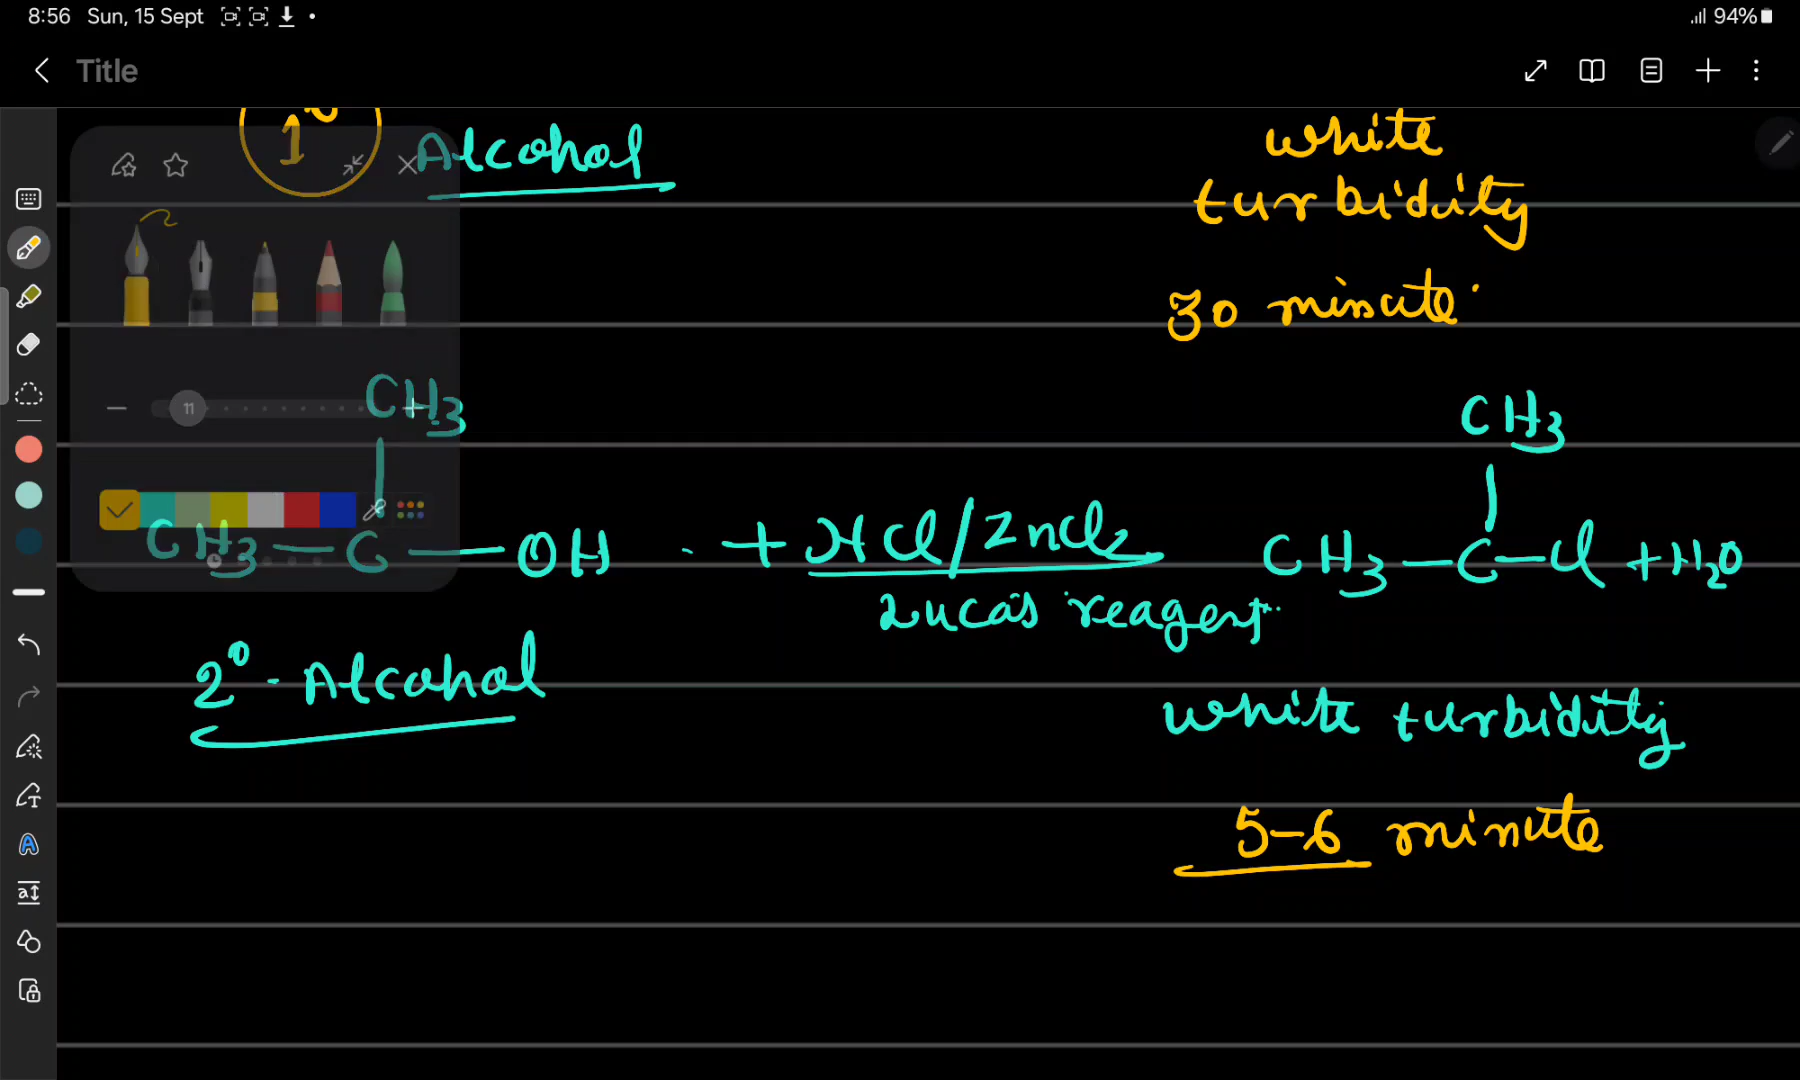 8:56 Sun, 15 Sept 94%
Title
1° Alcohol
white
turbidity
30 minute
11
CH3
CH3
CH3 — C — OH + HCl/ZnCl2 CH3 — C — Cl + H2O
Lucas reagent
2° - Alcohol
white turbidity
5-6 minute